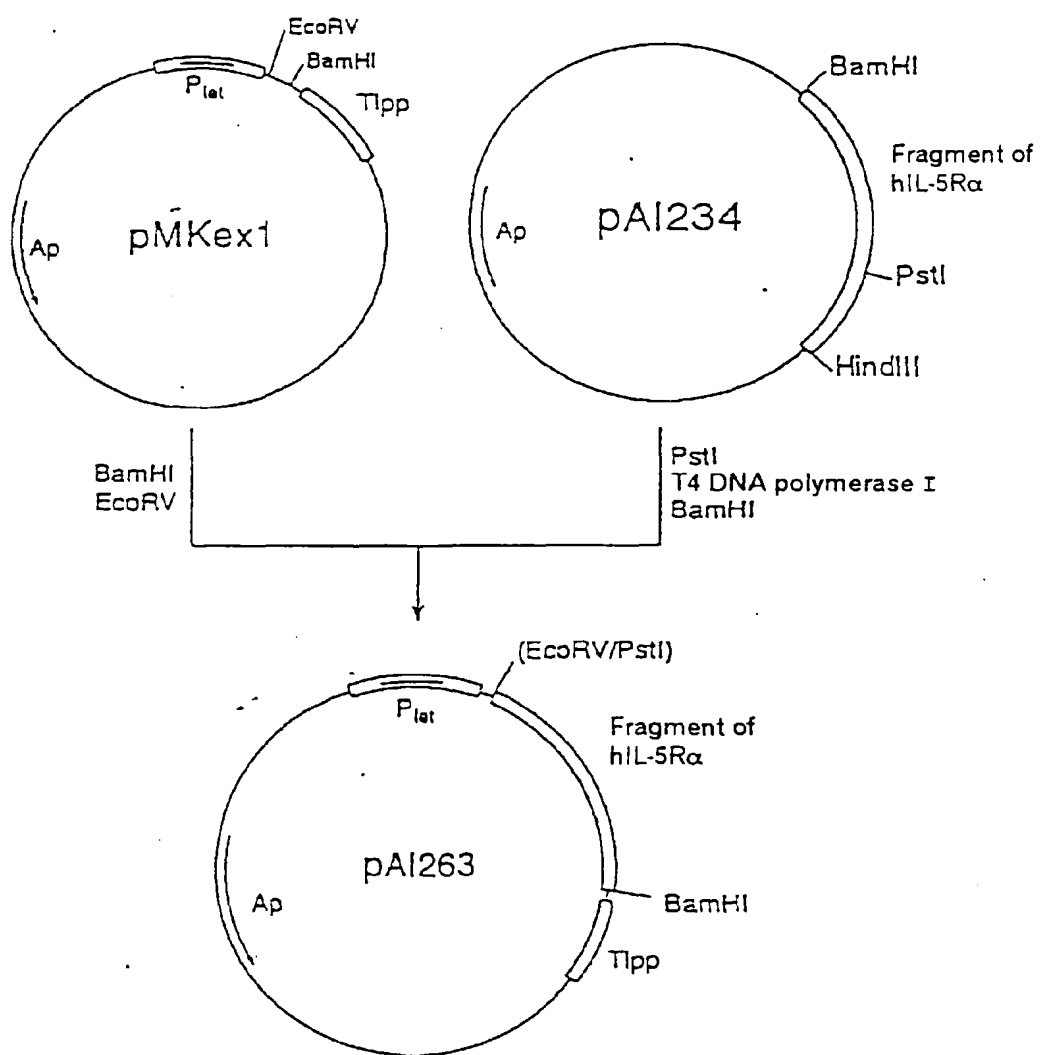 EcoRV
BamHI
Plet
Tlpp
Ap
pMKex1
BamHI
Fragment of
hIL-5Rα
Ap
pAI234
PstI
HindIII
BamHI
EcoRV
PstI
T4 DNA polymerase I
BamHI
(EcoRV/PstI)
Plet
Fragment of
hIL-5Rα
Ap
pAI263
BamHI
Tlpp